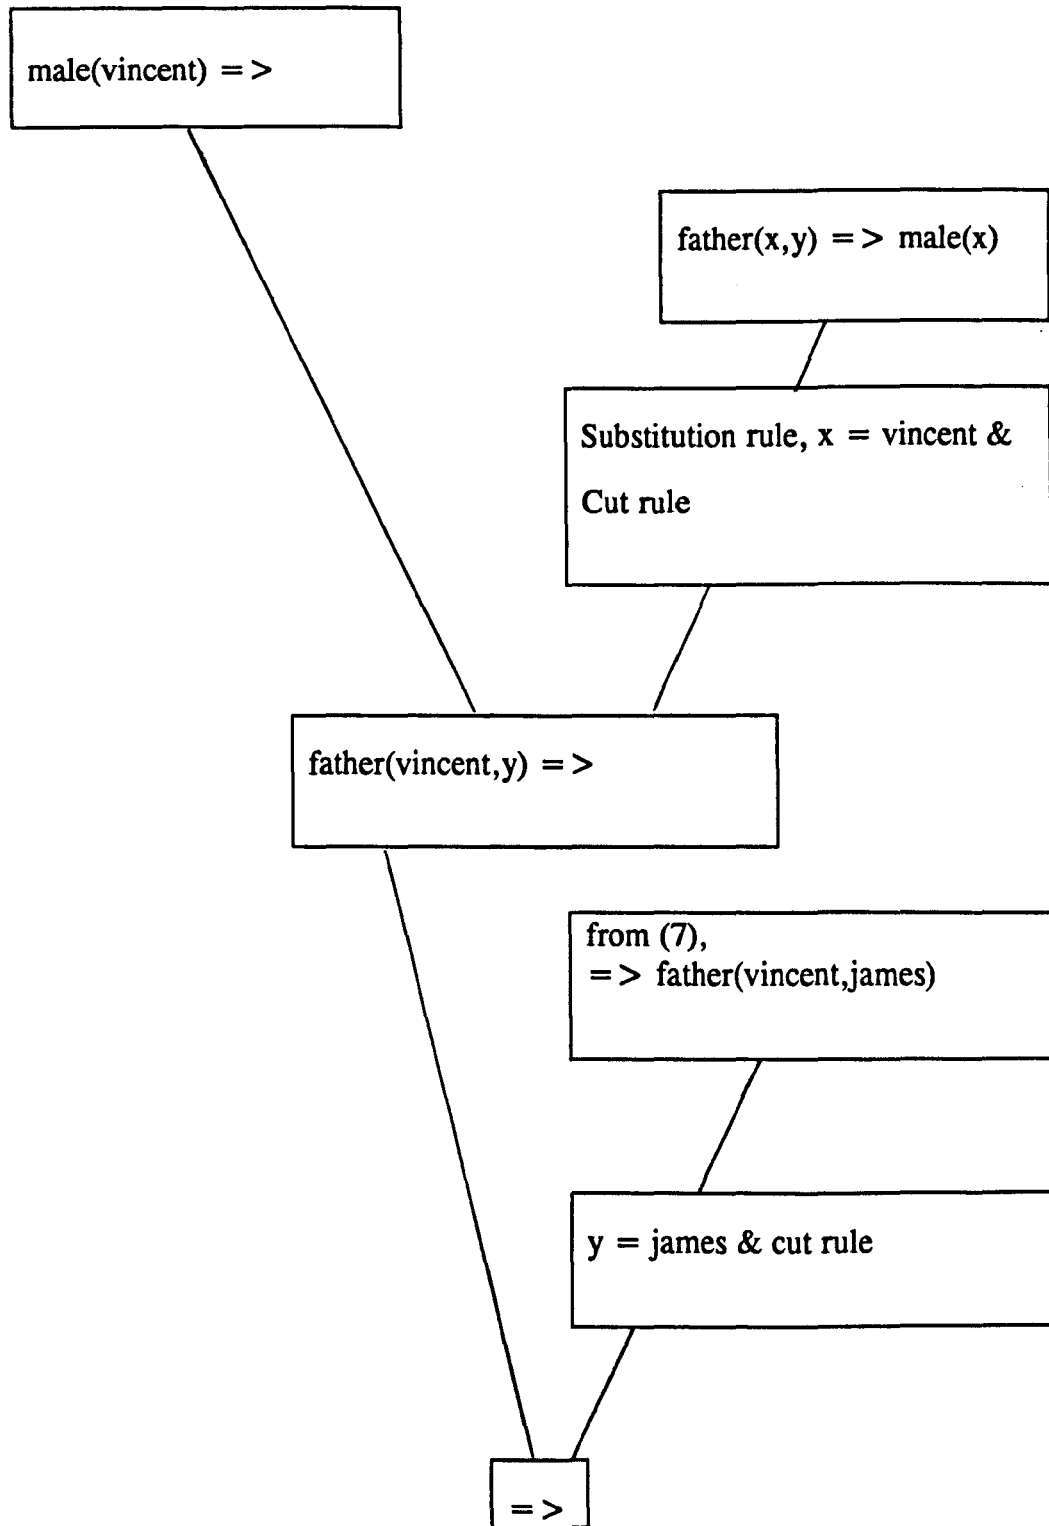 male(vincent) = >
father(x,y) = > male(x)
Substitution rule, x = vincent &
Cut rule
father(vincent,y) = >
from (7),
= > father(vincent,james)
y = james & cut rule
= >